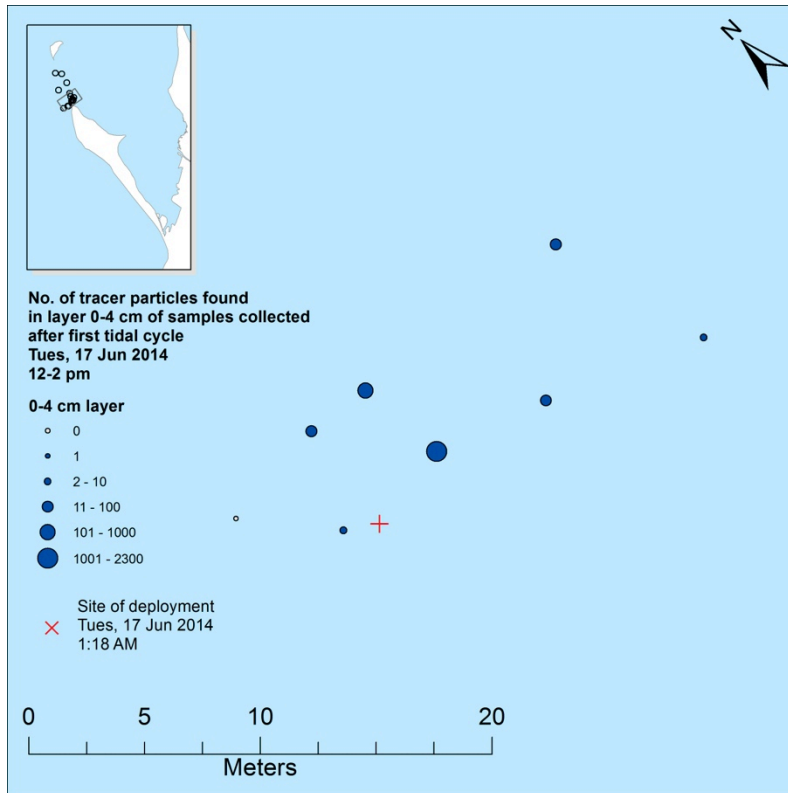 N
No. of tracer particles found
in layer 0-4 cm of samples collected
after first tidal cycle
Tues, 17 Jun 2014
12-2 pm
0-4 cm layer
0
1
2 - 10
11 - 100
101 - 1000
1001 - 2300
Site of deployment
Tues, 17 Jun 2014
1:18 AM
0 5 10 20
Meters